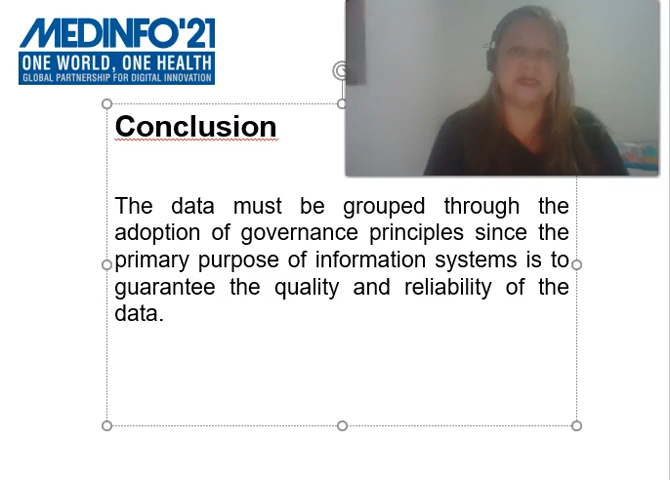 MEDINFO'21
ONE WORLD, ONE HEALTH
GLOBAL PARTNERSHIP FOR DIGITAL INNOVATION
Conclusion
The data must be grouped through the
adoption of governance principles since the
primary purpose of information systems is to
guarantee the quality and reliability of the
data.